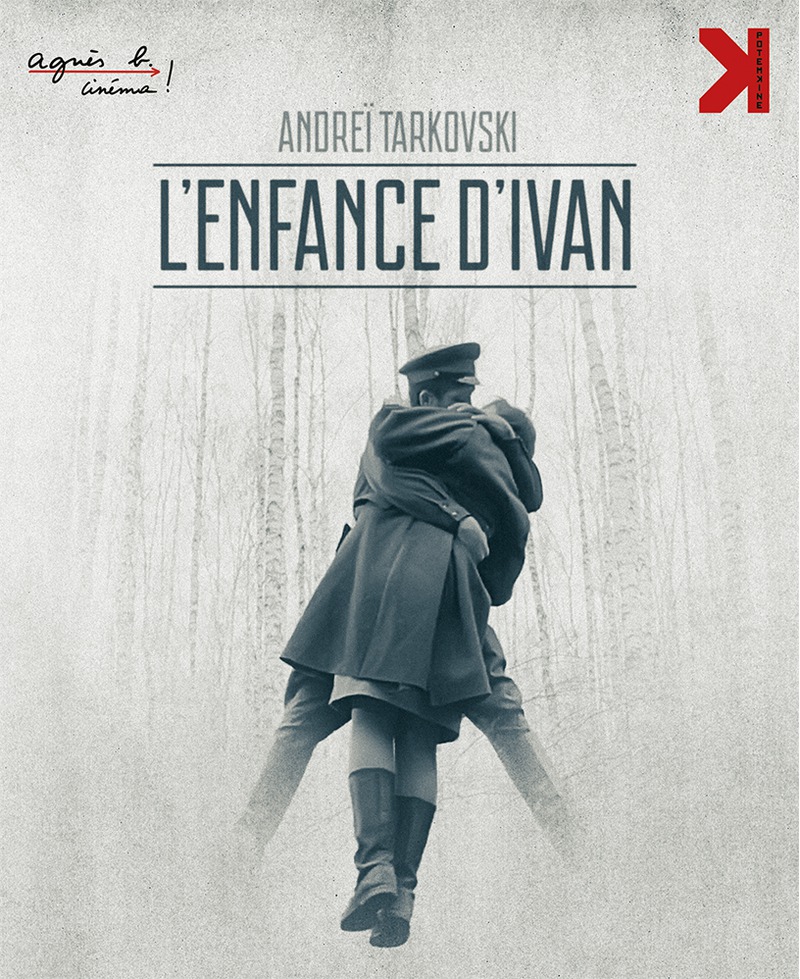 agnès b.
cinéma !
POTEMKINE
ANDREÏ TARKOVSKI
L'ENFANCE D'IVAN